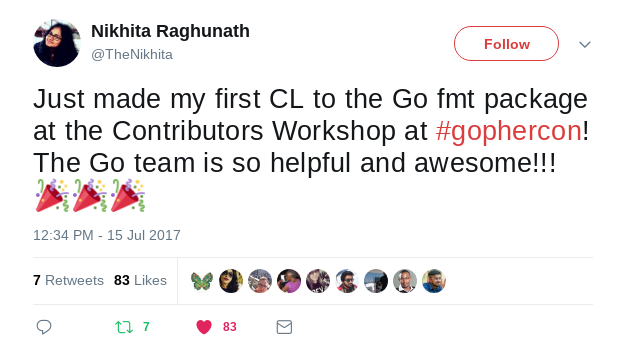 Nikhita Raghunath
@TheNikhita
Follow
Just made my first CL to the Go fmt package
at the Contributors Workshop at #gophercon!
The Go team is so helpful and awesome!!!
🎉🎉🎉
12:34 PM - 15 Jul 2017
7 Retweets 83 Likes
7 83